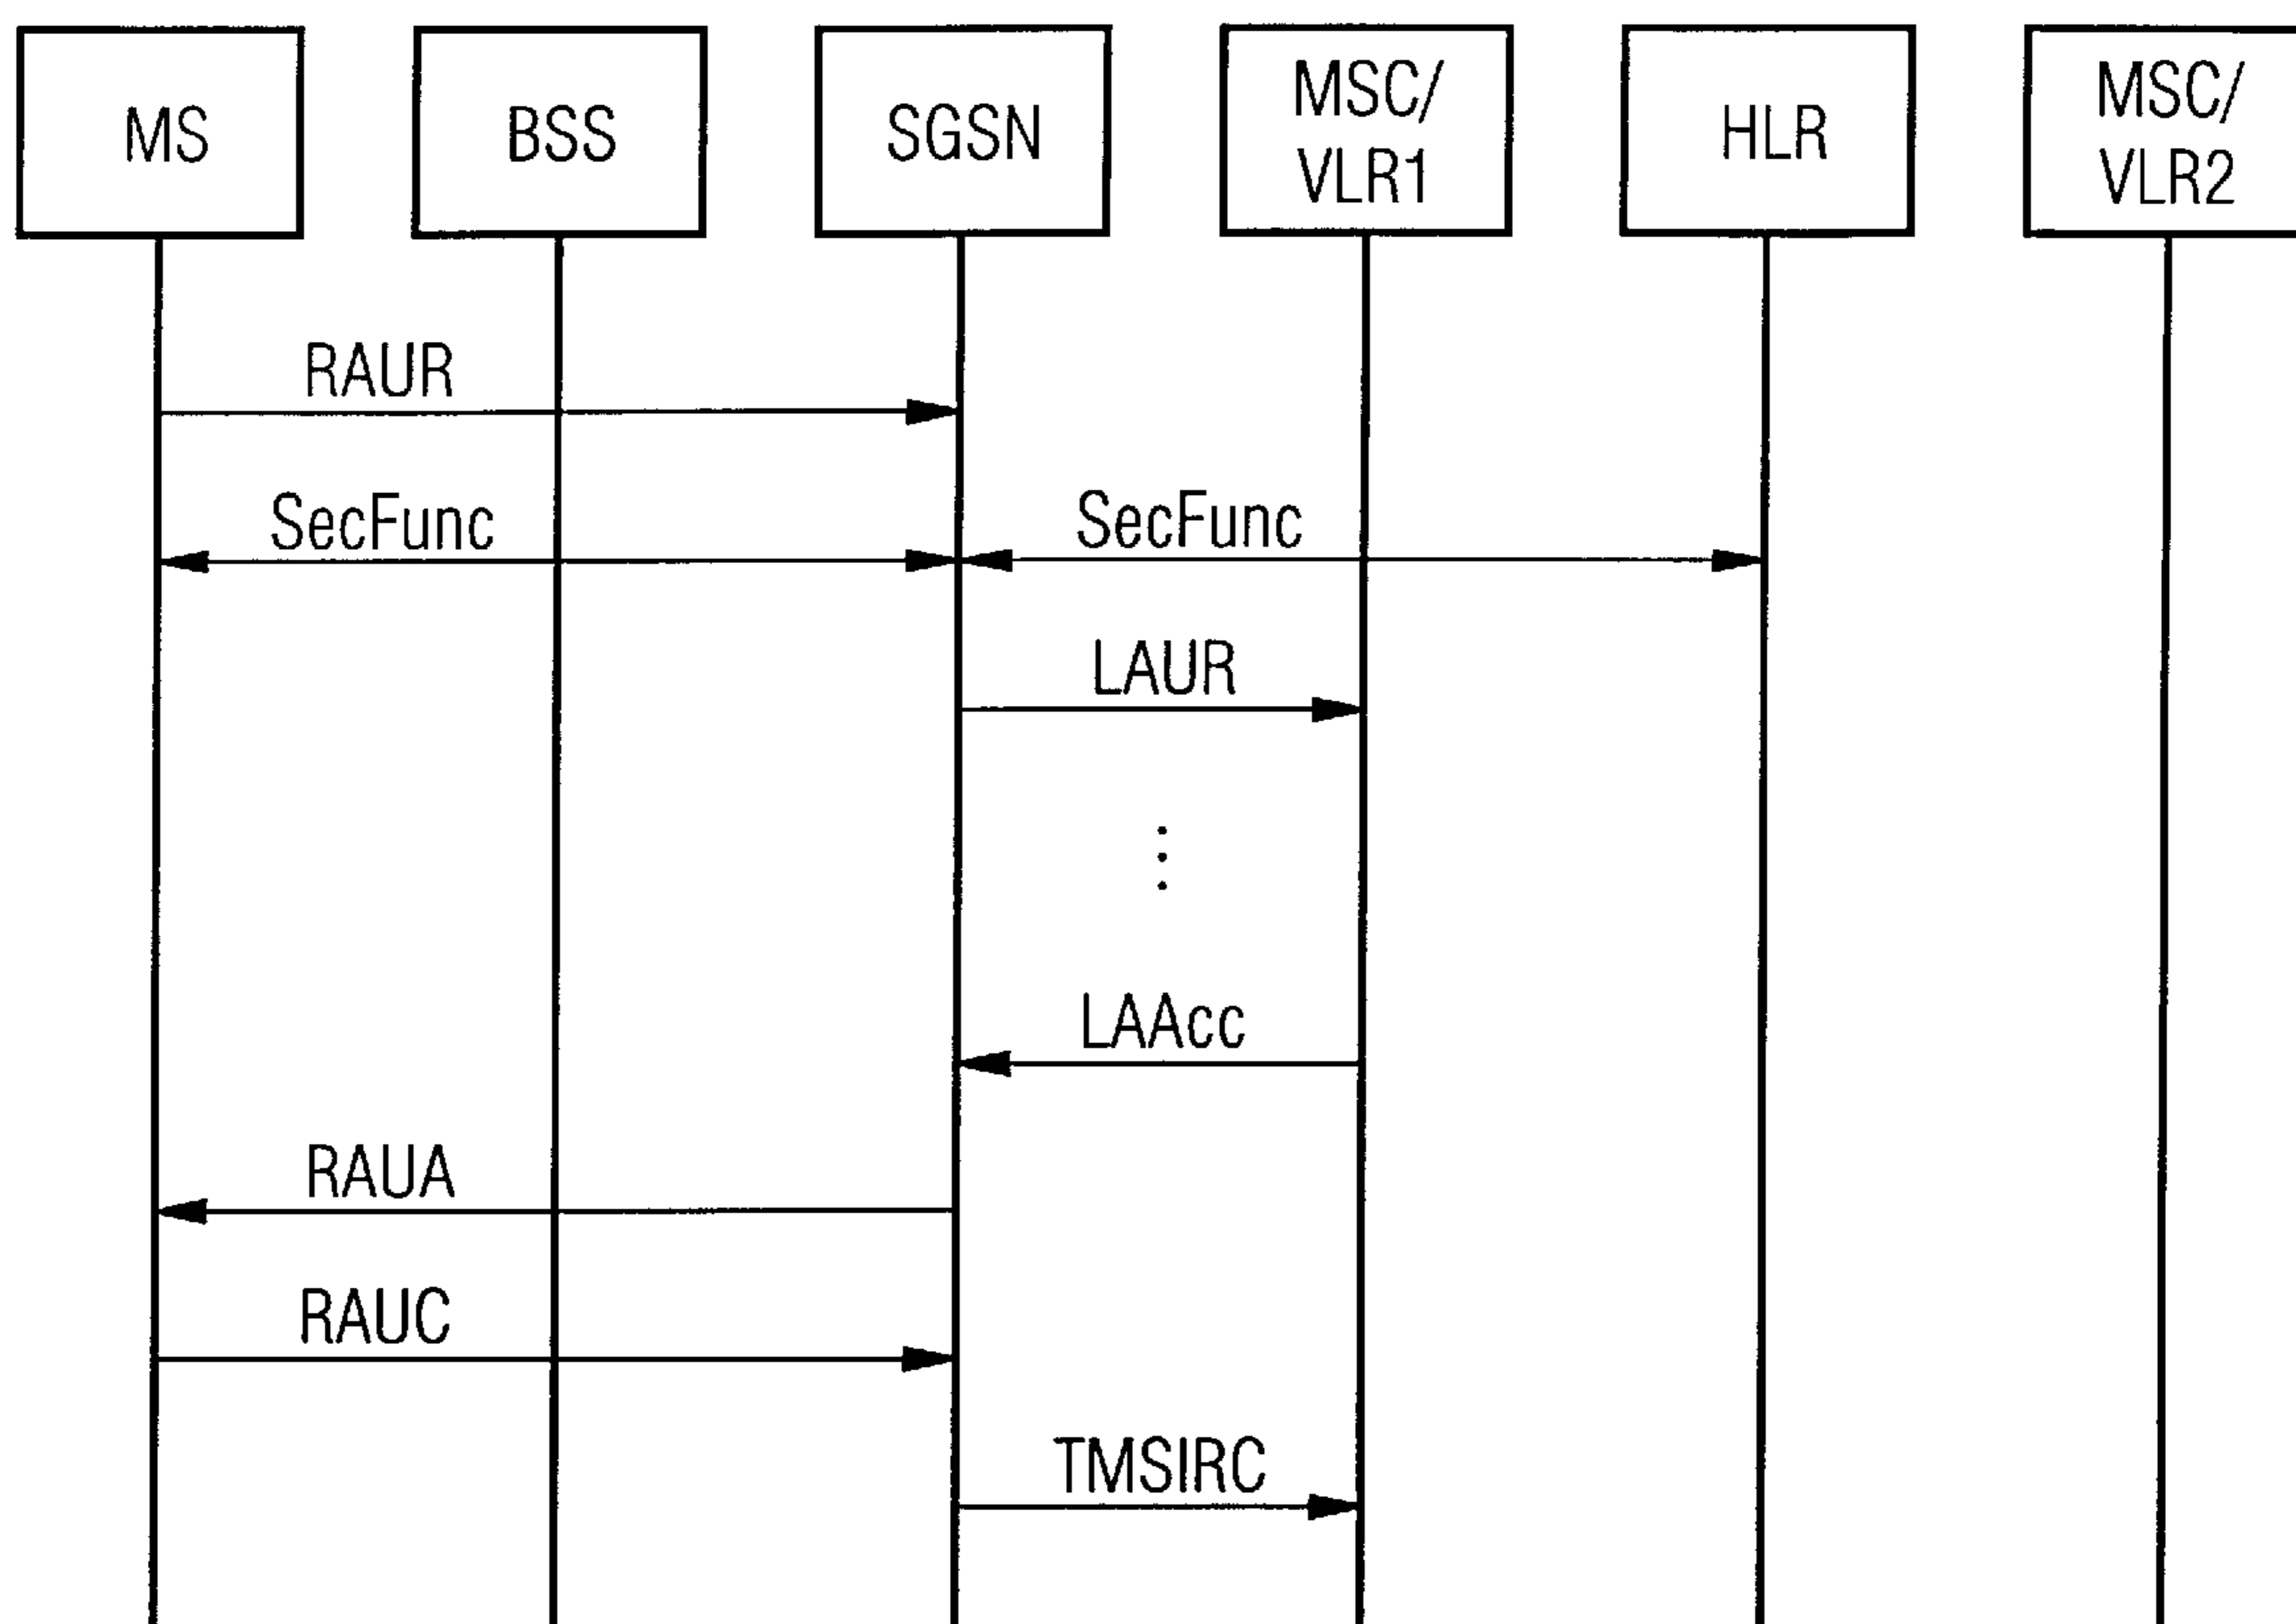 MS
BSS
SGSN
MSC/
VLR1
HLR
MSC/
VLR2
RAUR
SecFunc
SecFunc
LAUR
LAAcc
RAUA
RAUC
TMSIRC